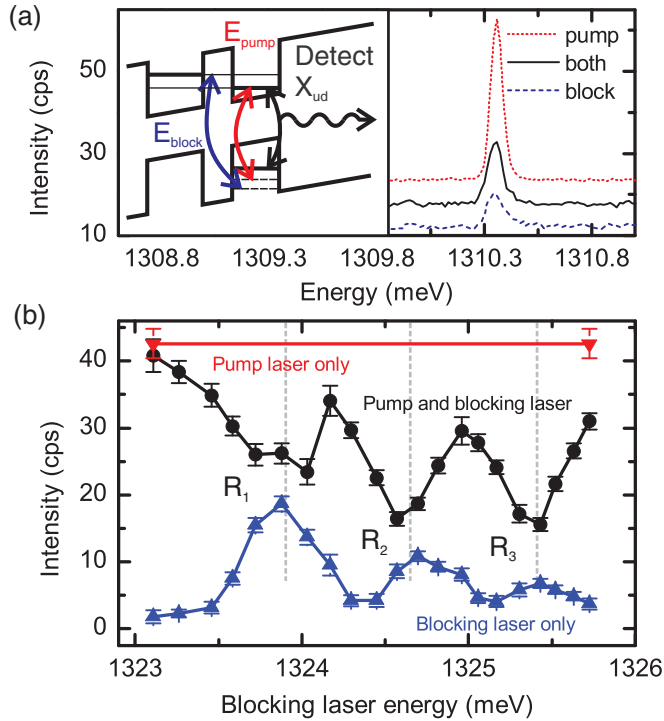 (a)
Intensity (cps)
50
30
10
E_pump
E_block
Detect
X_ud
pump
both
block
1308.8 1309.3 1309.8 1310.3 1310.8
Energy (meV)
(b)
Intensity (cps)
40
30
20
10
0
Pump laser only
Pump and blocking laser
R_1
R_2
R_3
Blocking laser only
1323 1324 1325 1326
Blocking laser energy (meV)